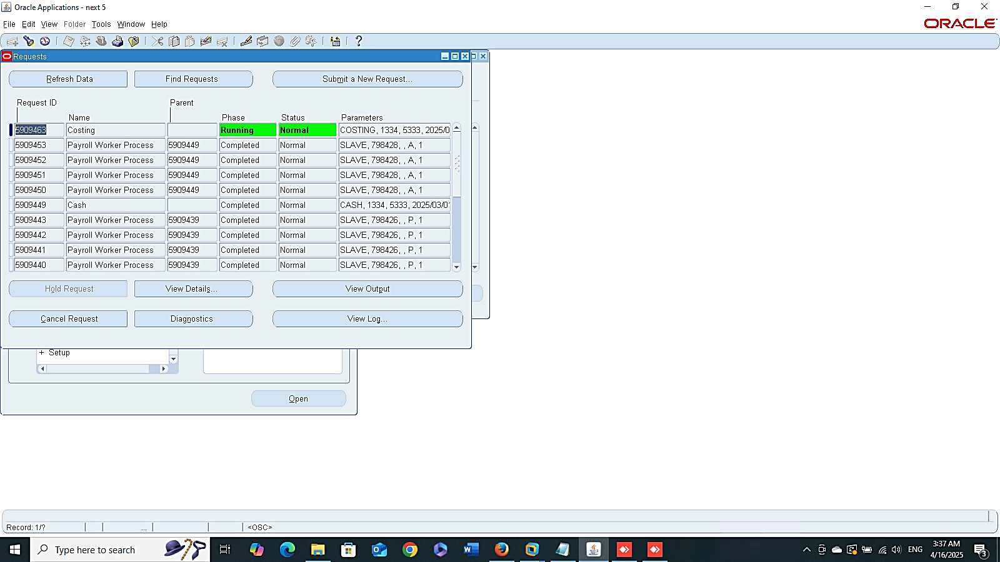 Oracle Applications - next 5
File Edit View Folder Tools Window Help
ORACLE
Requests
Refresh Data Find Requests Submit a New Request...
Request ID Parent
Name Phase Status Parameters
5909463 Costing Running Normal COSTING, 1334, 5333, 2025/0
5909453 Payroll Worker Process 5909449 Completed Normal SLAVE, 798428, , A, 1
5909452 Payroll Worker Process 5909449 Completed Normal SLAVE, 798428, , A, 1
5909451 Payroll Worker Process 5909449 Completed Normal SLAVE, 798428, , A, 1
5909450 Payroll Worker Process 5909449 Completed Normal SLAVE, 798428, , A, 1
5909449 Cash Completed Normal CASH, 1334, 5333, 2025/03/01
5909443 Payroll Worker Process 5909439 Completed Normal SLAVE, 798426, , P, 1
5909442 Payroll Worker Process 5909439 Completed Normal SLAVE, 798426, , P, 1
5909441 Payroll Worker Process 5909439 Completed Normal SLAVE, 798426, , P, 1
5909440 Payroll Worker Process 5909439 Completed Normal SLAVE, 798426, , P, 1
Hold Request View Details... View Output
Cancel Request Diagnostics View Log...
+ Setup
Open
Record: 1/? ... <OSC>
Type here to search
ENG
3:37 AM
4/16/2025
3